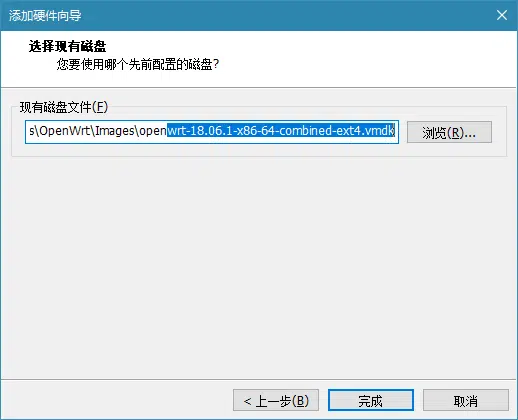 添加硬件向导
选择现有磁盘
您要使用哪个先前配置的磁盘?
现有磁盘文件(F)
s\OpenWrt\Images\openwrt-18.06.1-x86-64-combined-ext4.vmdk
浏览(R)...
< 上一步(B)
完成
取消